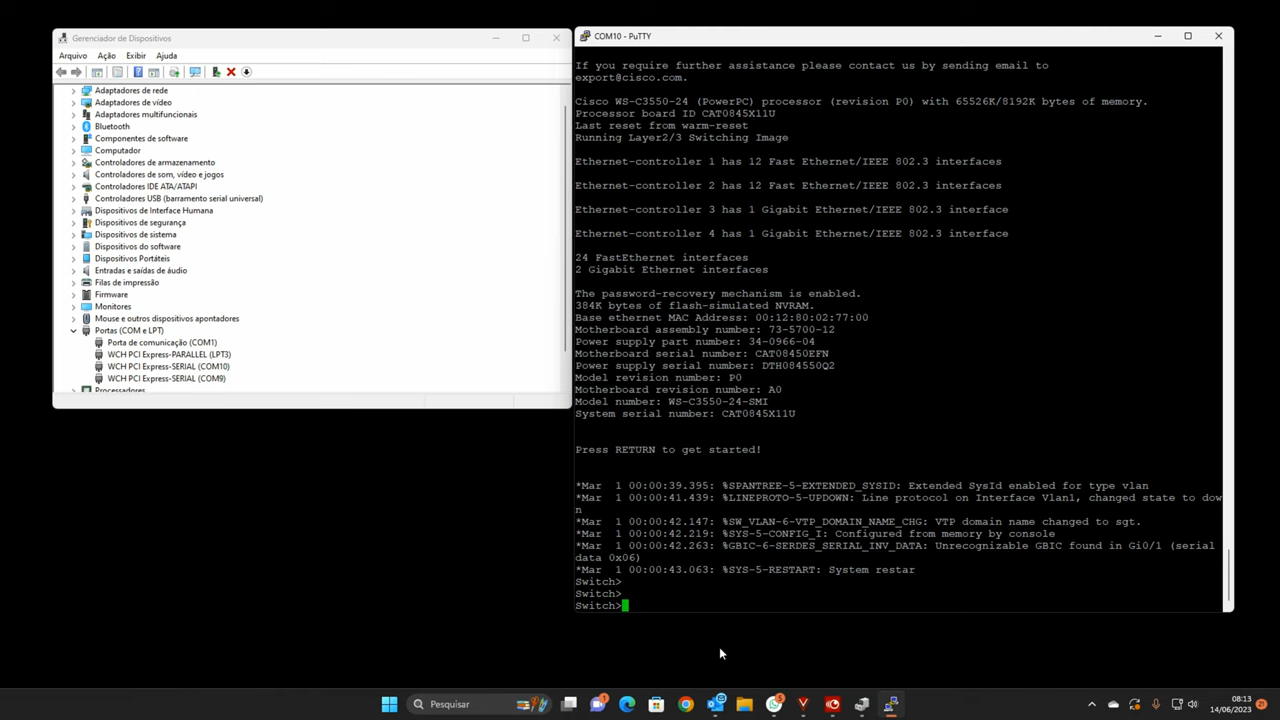 Gerenciador de Dispositivos
Arquivo Ação Exibir Ajuda
Adaptadores de rede
Adaptadores de vídeo
Adaptadores multifuncionais
Bluetooth
Componentes de software
Computador
Controladores de armazenamento
Controladores de som, vídeo e jogos
Controladores IDE ATA/ATAPI
Controladores USB (barramento serial universal)
Dispositivos de Interface Humana
Dispositivos de segurança
Dispositivos de sistema
Dispositivos do software
Dispositivos Portáteis
Entradas e saídas de áudio
Filas de impressão
Firmware
Monitores
Mouse e outros dispositivos apontadores
Portas (COM e LPT)
Porta de comunicação (COM1)
WCH PCI Express-PARALLEL (LPT3)
WCH PCI Express-SERIAL (COM10)
WCH PCI Express-SERIAL (COM9)
Processadores
COM10 - PuTTY
If you require further assistance please contact us by sending email to
export@cisco.com.
Cisco WS-C3550-24 (PowerPC) processor (revision P0) with 65526K/8192K bytes of memory.
Processor board ID CAT0845X11U
Last reset from warm-reset
Running Layer2/3 Switching Image
Ethernet-controller 1 has 12 Fast Ethernet/IEEE 802.3 interfaces
Ethernet-controller 2 has 12 Fast Ethernet/IEEE 802.3 interfaces
Ethernet-controller 3 has 1 Gigabit Ethernet/IEEE 802.3 interface
Ethernet-controller 4 has 1 Gigabit Ethernet/IEEE 802.3 interface
24 FastEthernet interfaces
2 Gigabit Ethernet interfaces
The password-recovery mechanism is enabled.
384K bytes of flash-simulated NVRAM.
Base ethernet MAC Address: 00:12:80:02:77:00
Motherboard assembly number: 73-5700-12
Power supply part number: 34-0966-04
Motherboard serial number: CAT08450EFN
Power supply serial number: DTH084550Q2
Model revision number: P0
Motherboard revision number: A0
Model number: WS-C3550-24-SMI
System serial number: CAT0845X11U
Press RETURN to get started!
*Mar  1 00:00:39.395: %SPANTREE-5-EXTENDED_SYSID: Extended SysId enabled for type vlan
*Mar  1 00:00:41.439: %LINEPROTO-5-UPDOWN: Line protocol on Interface Vlan1, changed state to dow
n
*Mar  1 00:00:42.147: %SW_VLAN-6-VTP_DOMAIN_NAME_CHG: VTP domain name changed to sgt.
*Mar  1 00:00:42.219: %SYS-5-CONFIG_I: Configured from memory by console
*Mar  1 00:00:42.263: %GBIC-6-SERDES_SERIAL_INV_DATA: Unrecognizable GBIC found in Gi0/1 (serial
data 0x06)
*Mar  1 00:00:43.063: %SYS-5-RESTART: System restar
Switch>
Switch>
Switch>
Pesquisar
08:13
14/06/2023